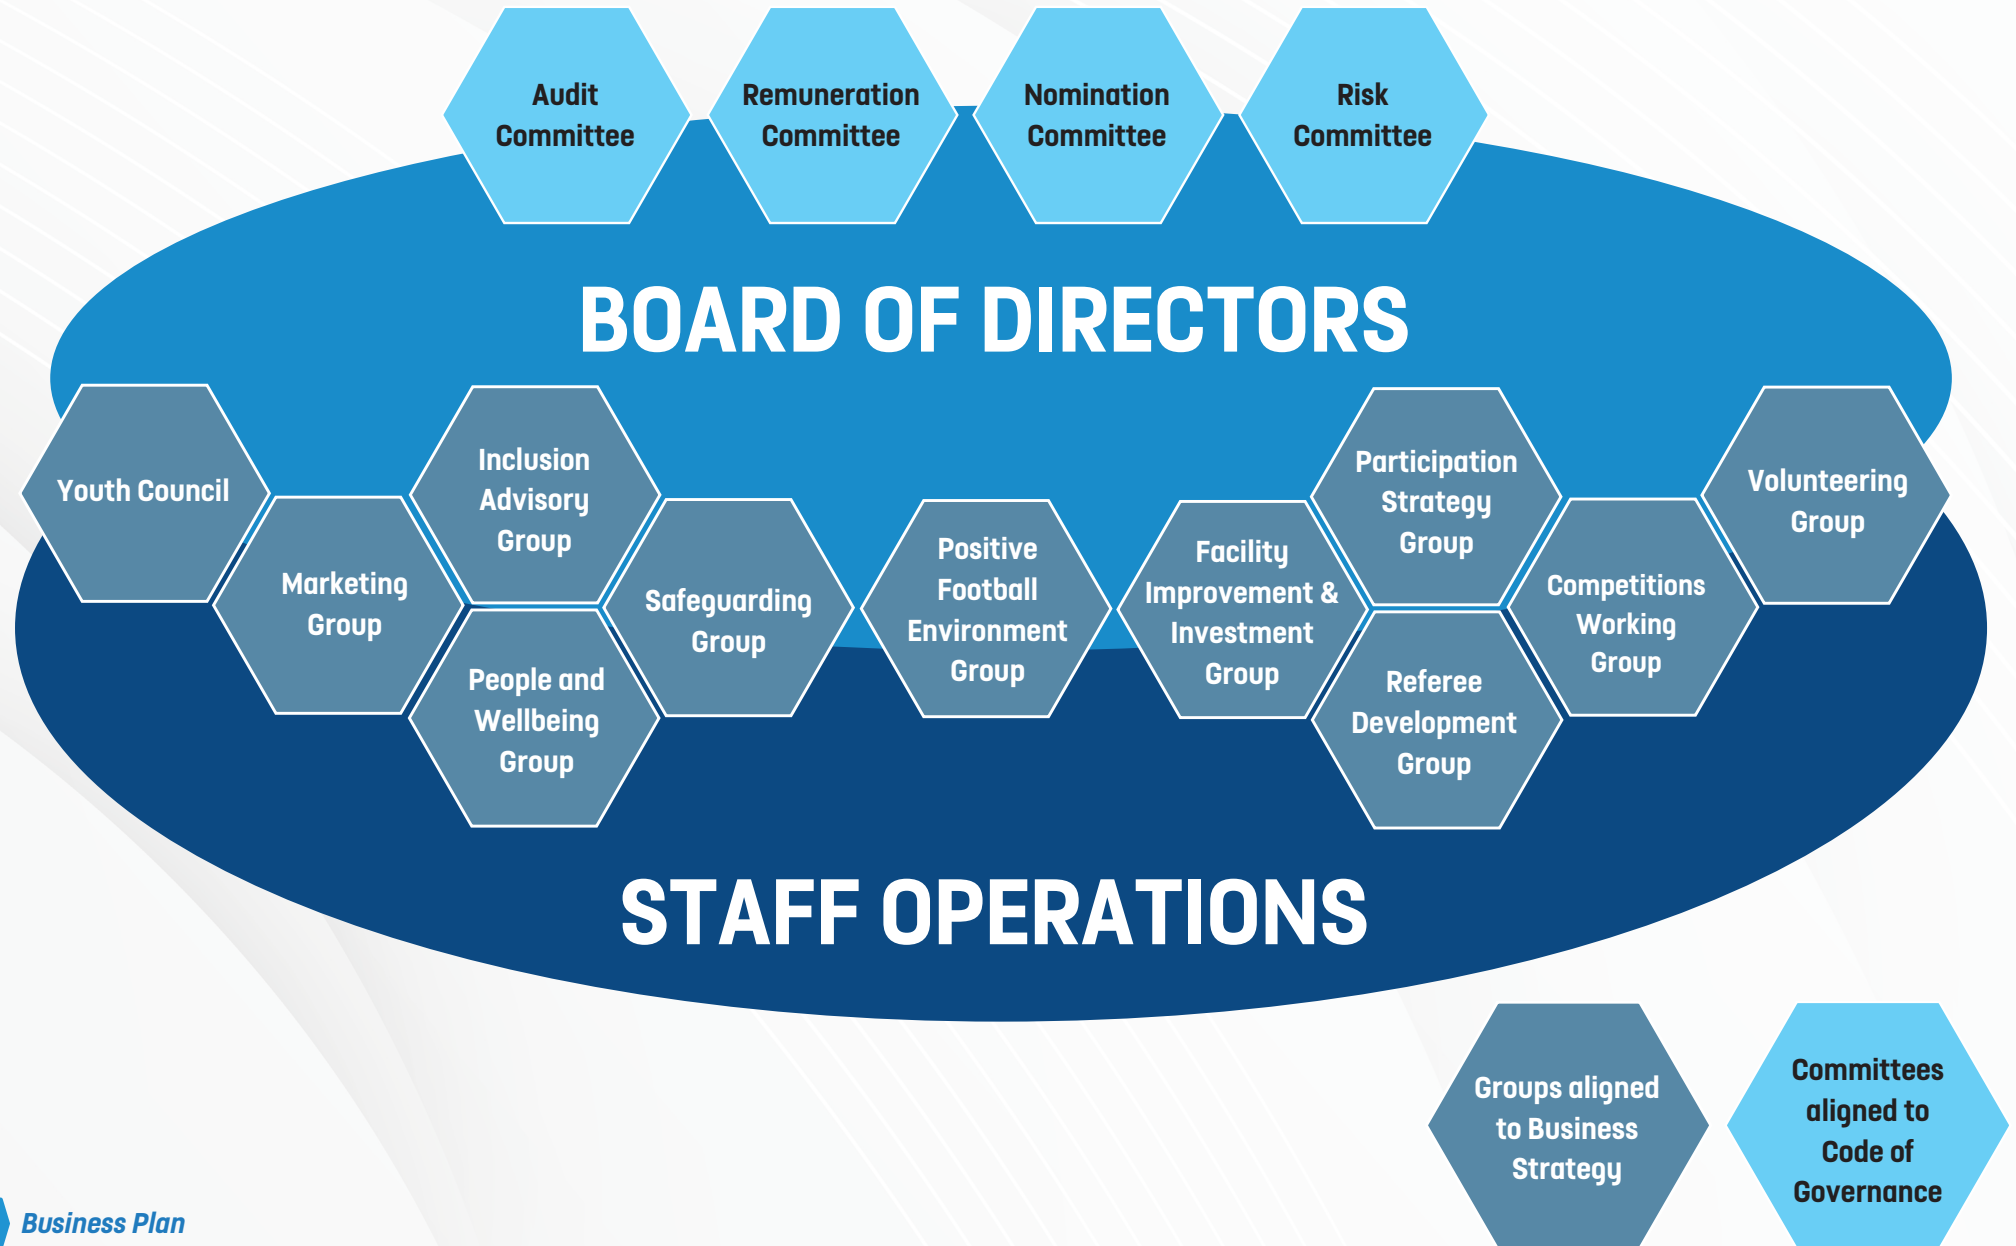 Audit
Committee
Remuneration
Committee
Nomination
Committee
Risk
Committee
BOARD OF DIRECTORS
Youth Council
Marketing
Group
Inclusion
Advisory
Group
People and
Wellbeing
Group
Safeguarding
Group
Positive
Football
Environment
Group
Facility
Improvement &
Investment
Group
Participation
Strategy
Group
Referee
Development
Group
Competitions
Working
Group
Volunteering
Group
STAFF OPERATIONS
Groups aligned
to Business
Strategy
Committees
aligned to
Code of
Governance
Business Plan